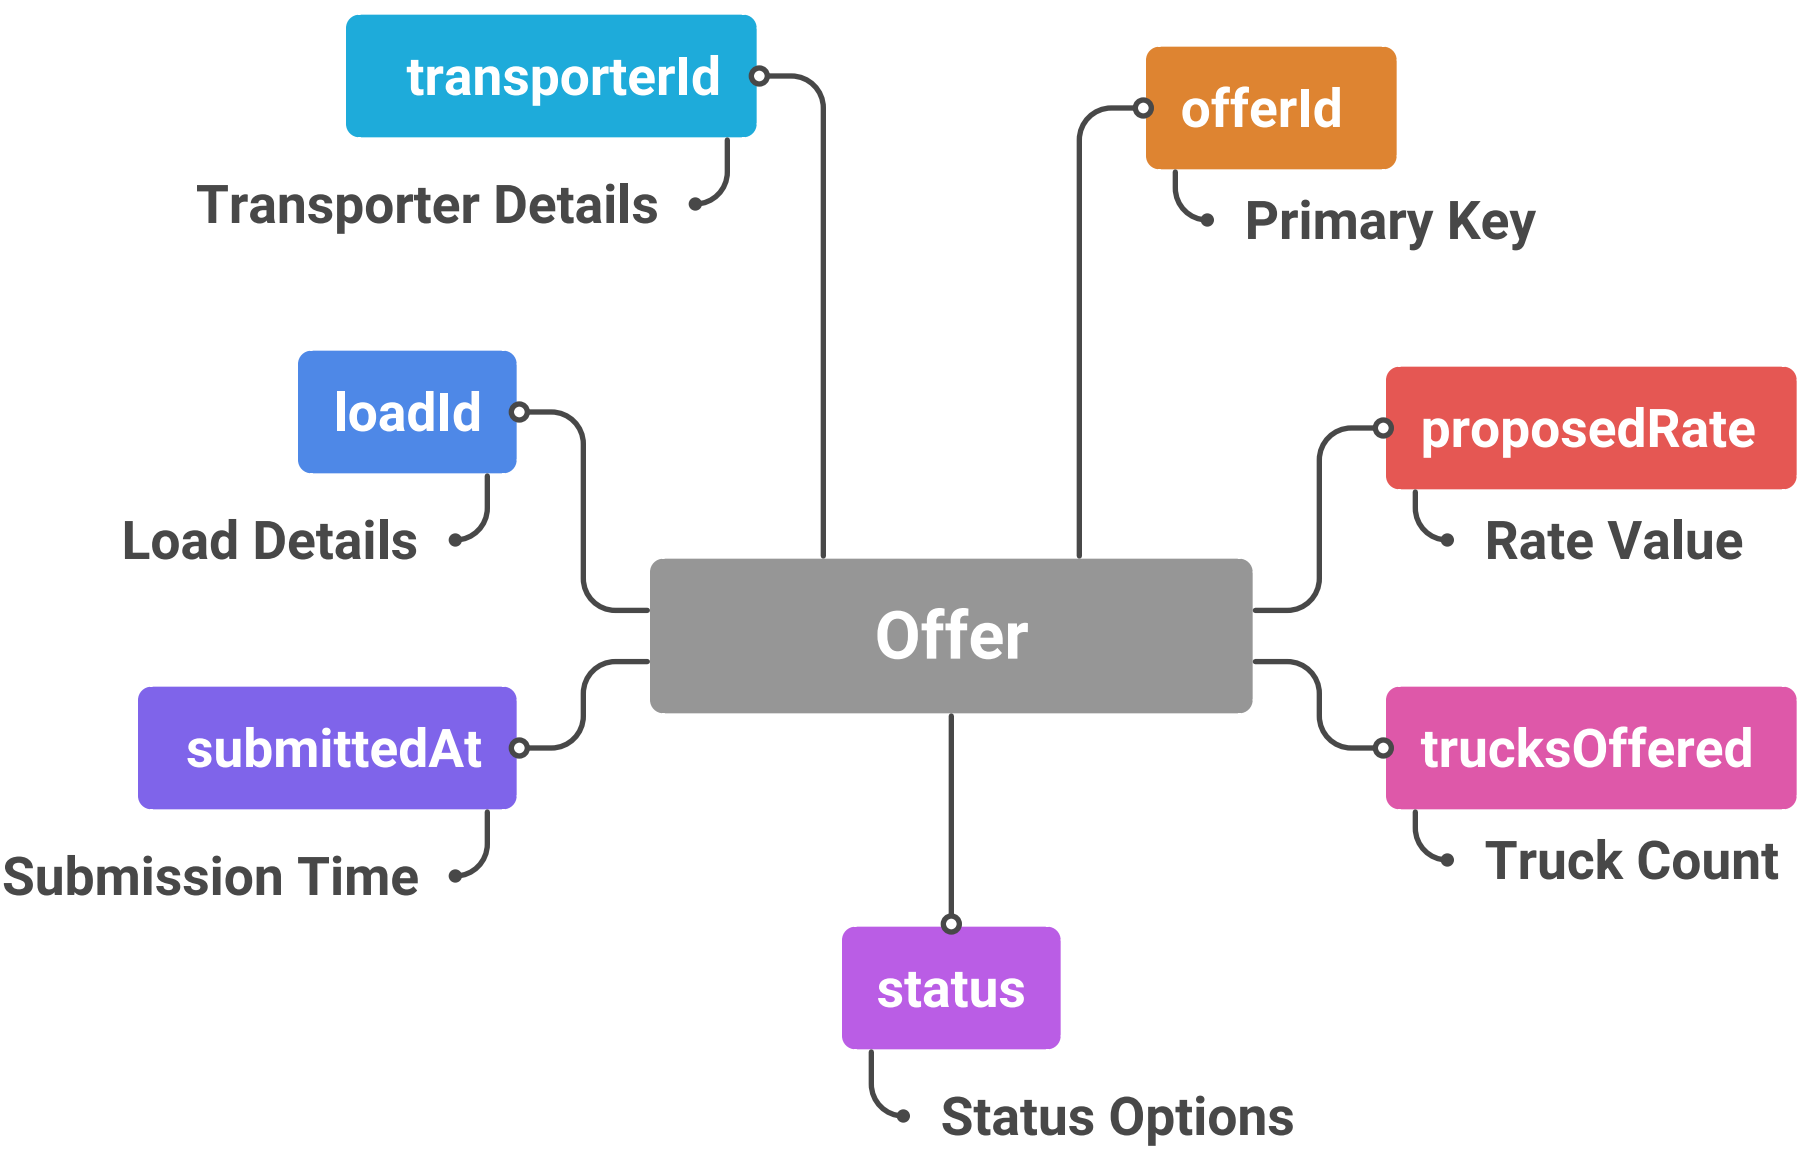 transporterId
Transporter Details
offerId
Primary Key
loadId
Load Details
proposedRate
Rate Value
Offer
submittedAt
Submission Time
trucksOffered
Truck Count
status
Status Options